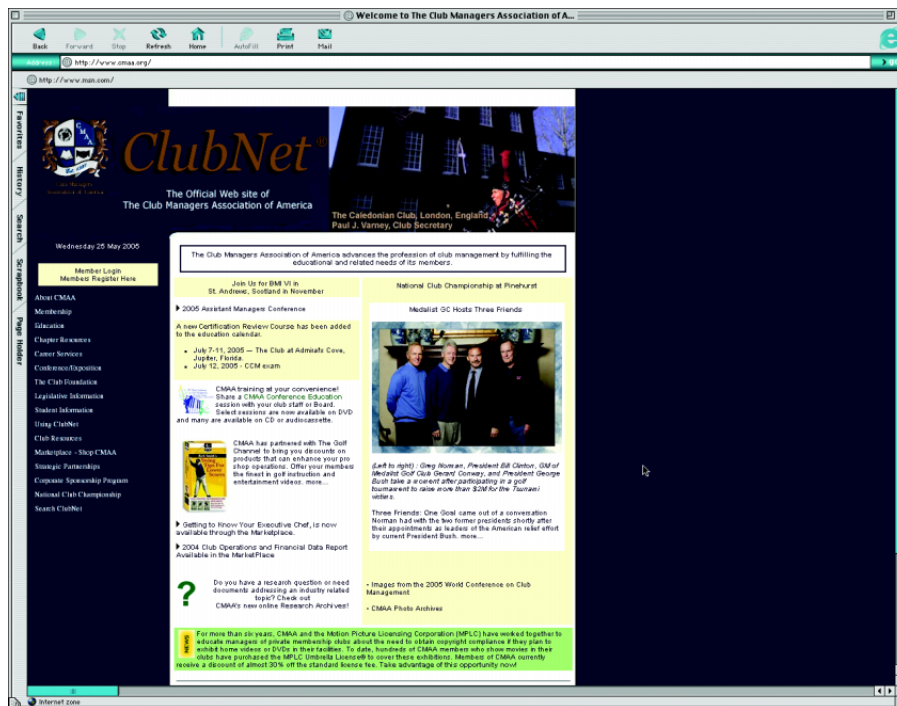 Welcome to The Club Managers Association of A...
Back
Forward
Stop
Refresh
Home
AutoFill
Print
Mail
Address
http://www.cmaa.org/
http://www.msn.com/
Favorites
History
Search
Scrapbook
Page Holder
CMAA
ClubNet®
The Official Web site of
The Club Managers Association of America
The Caledonian Club, London, England,
Paul J. Varney, Club Secretary
Wednesday 25 May 2005
Member Login
Members Register Here
About CMAA
Membership
Education
Chapter Resources
Career Services
Conference/Exposition
The Club Foundation
Legislative Information
Student Information
Using ClubNet
Club Resources
Marketplace - Shop CMAA
Strategic Partnerships
Corporate Sponsorship Program
National Club Championship
Search ClubNet
The Club Managers Association of America advances the profession of club management by fulfilling the
educational and related needs of its members.
Join Us for BMI VI in
St. Andrews, Scotland in November
2005 Assistant Managers Conference
A new Certification Review Course has been added
to the education calendar.
• July 7-11, 2005 — The Club at Admiral's Cove,
Jupiter, Florida.
• July 12, 2005 - CCM exam
CMAA training at your convenience!
Share a CMAA Conference Education
session with your club staff or Board.
Select sessions are now available on DVD
and many are available on CD or audiocassette.
CMAA has partnered with The Golf
Channel to bring you discounts on
products that can enhance your pro
shop operations. Offer your members
the finest in golf instruction and
entertainment videos. more...
Getting to Know Your Executive Chef, is now
available through the Marketplace.
2004 Club Operations and Financial Data Report
Available in the MarketPlace
?
Do you have a research question or need
documents addressing an industry related
topic? Check out
CMAA's new online Research Archives!
National Club Championship at Pinehurst
Medalist GC Hosts Three Friends
(Left to right) : Greg Norman, President Bill Clinton, GM of
Medalist Golf Club Gerard Conway, and President George
Bush take a moment after participating in a golf
tournament to raise more than $2M for the Tsunami
victims.
Three Friends: One Goal came out of a conversation
Norman had with the two former presidents shortly after
their appointments as leaders of the American relief effort
by current President Bush. more...
- Images from the 2005 World Conference on Club
Management
- CMAA Photo Archives
NEWS
For more than six years, CMAA and the Motion Picture Licensing Corporation (MPLC) have worked together to
educate managers of private membership clubs about the need to obtain copyright compliance if they plan to
exhibit home videos or DVDs in their facilities. To date, hundreds of CMAA members who show movies in their
clubs have purchased the MPLC Umbrella License® to cover these exhibitions. Members of CMAA currently
receive a discount of almost 30% off the standard license fee. Take advantage of this opportunity now!
Internet zone